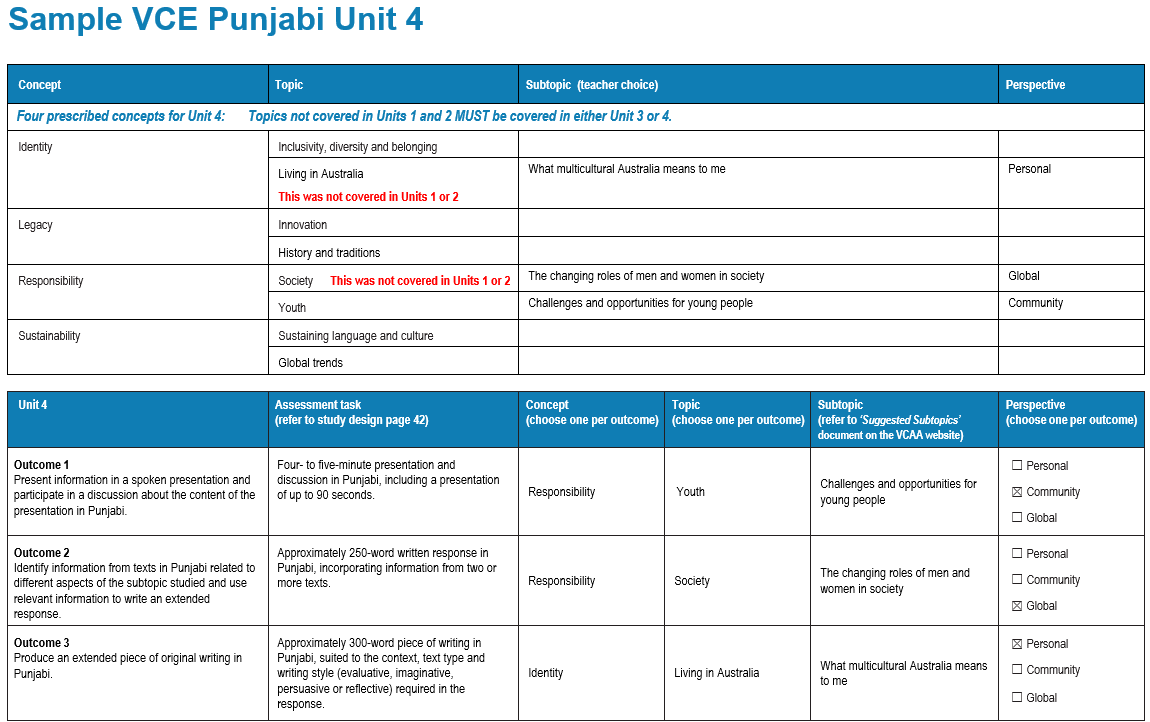 Sample VCE Punjabi Unit 4
Concept
Topic
Subtopic (teacher choice)
Perspective
Four prescribed concepts for Unit 4: Topics not covered in Units 1 and 2 MUST be covered in either Unit 3 or 4.
Identity
Inclusivity, diversity and belonging
Living in Australia
This was not covered in Units 1 or 2
What multicultural Australia means to me
Personal
Legacy
Innovation
History and traditions
Responsibility
Society This was not covered in Units 1 or 2
The changing roles of men and women in society
Global
Youth
Challenges and opportunities for young people
Community
Sustainability
Sustaining language and culture
Global trends
Unit 4
Assessment task
(refer to study design page 42)
Concept
(choose one per outcome)
Topic
(choose one per outcome)
Subtopic
(refer to ‘Suggested Subtopics’
document on the VCAA website)
Perspective
(choose one per outcome)
Outcome 1
Present information in a spoken presentation and
participate in a discussion about the content of the
presentation in Punjabi.
Four- to five-minute presentation and
discussion in Punjabi, including a presentation
of up to 90 seconds.
Responsibility
Youth
Challenges and opportunities for
young people
☐ Personal
☒ Community
☐ Global
Outcome 2
Identify information from texts in Punjabi related to
different aspects of the subtopic studied and use
relevant information to write an extended
response.
Approximately 250-word written response in
Punjabi, incorporating information from two or
more texts.
Responsibility
Society
The changing roles of men and
women in society
☐ Personal
☐ Community
☒ Global
Outcome 3
Produce an extended piece of original writing in
Punjabi.
Approximately 300-word piece of writing in
Punjabi, suited to the context, text type and
writing style (evaluative, imaginative,
persuasive or reflective) required in the
response.
Identity
Living in Australia
What multicultural Australia means
to me
☒ Personal
☐ Community
☐ Global